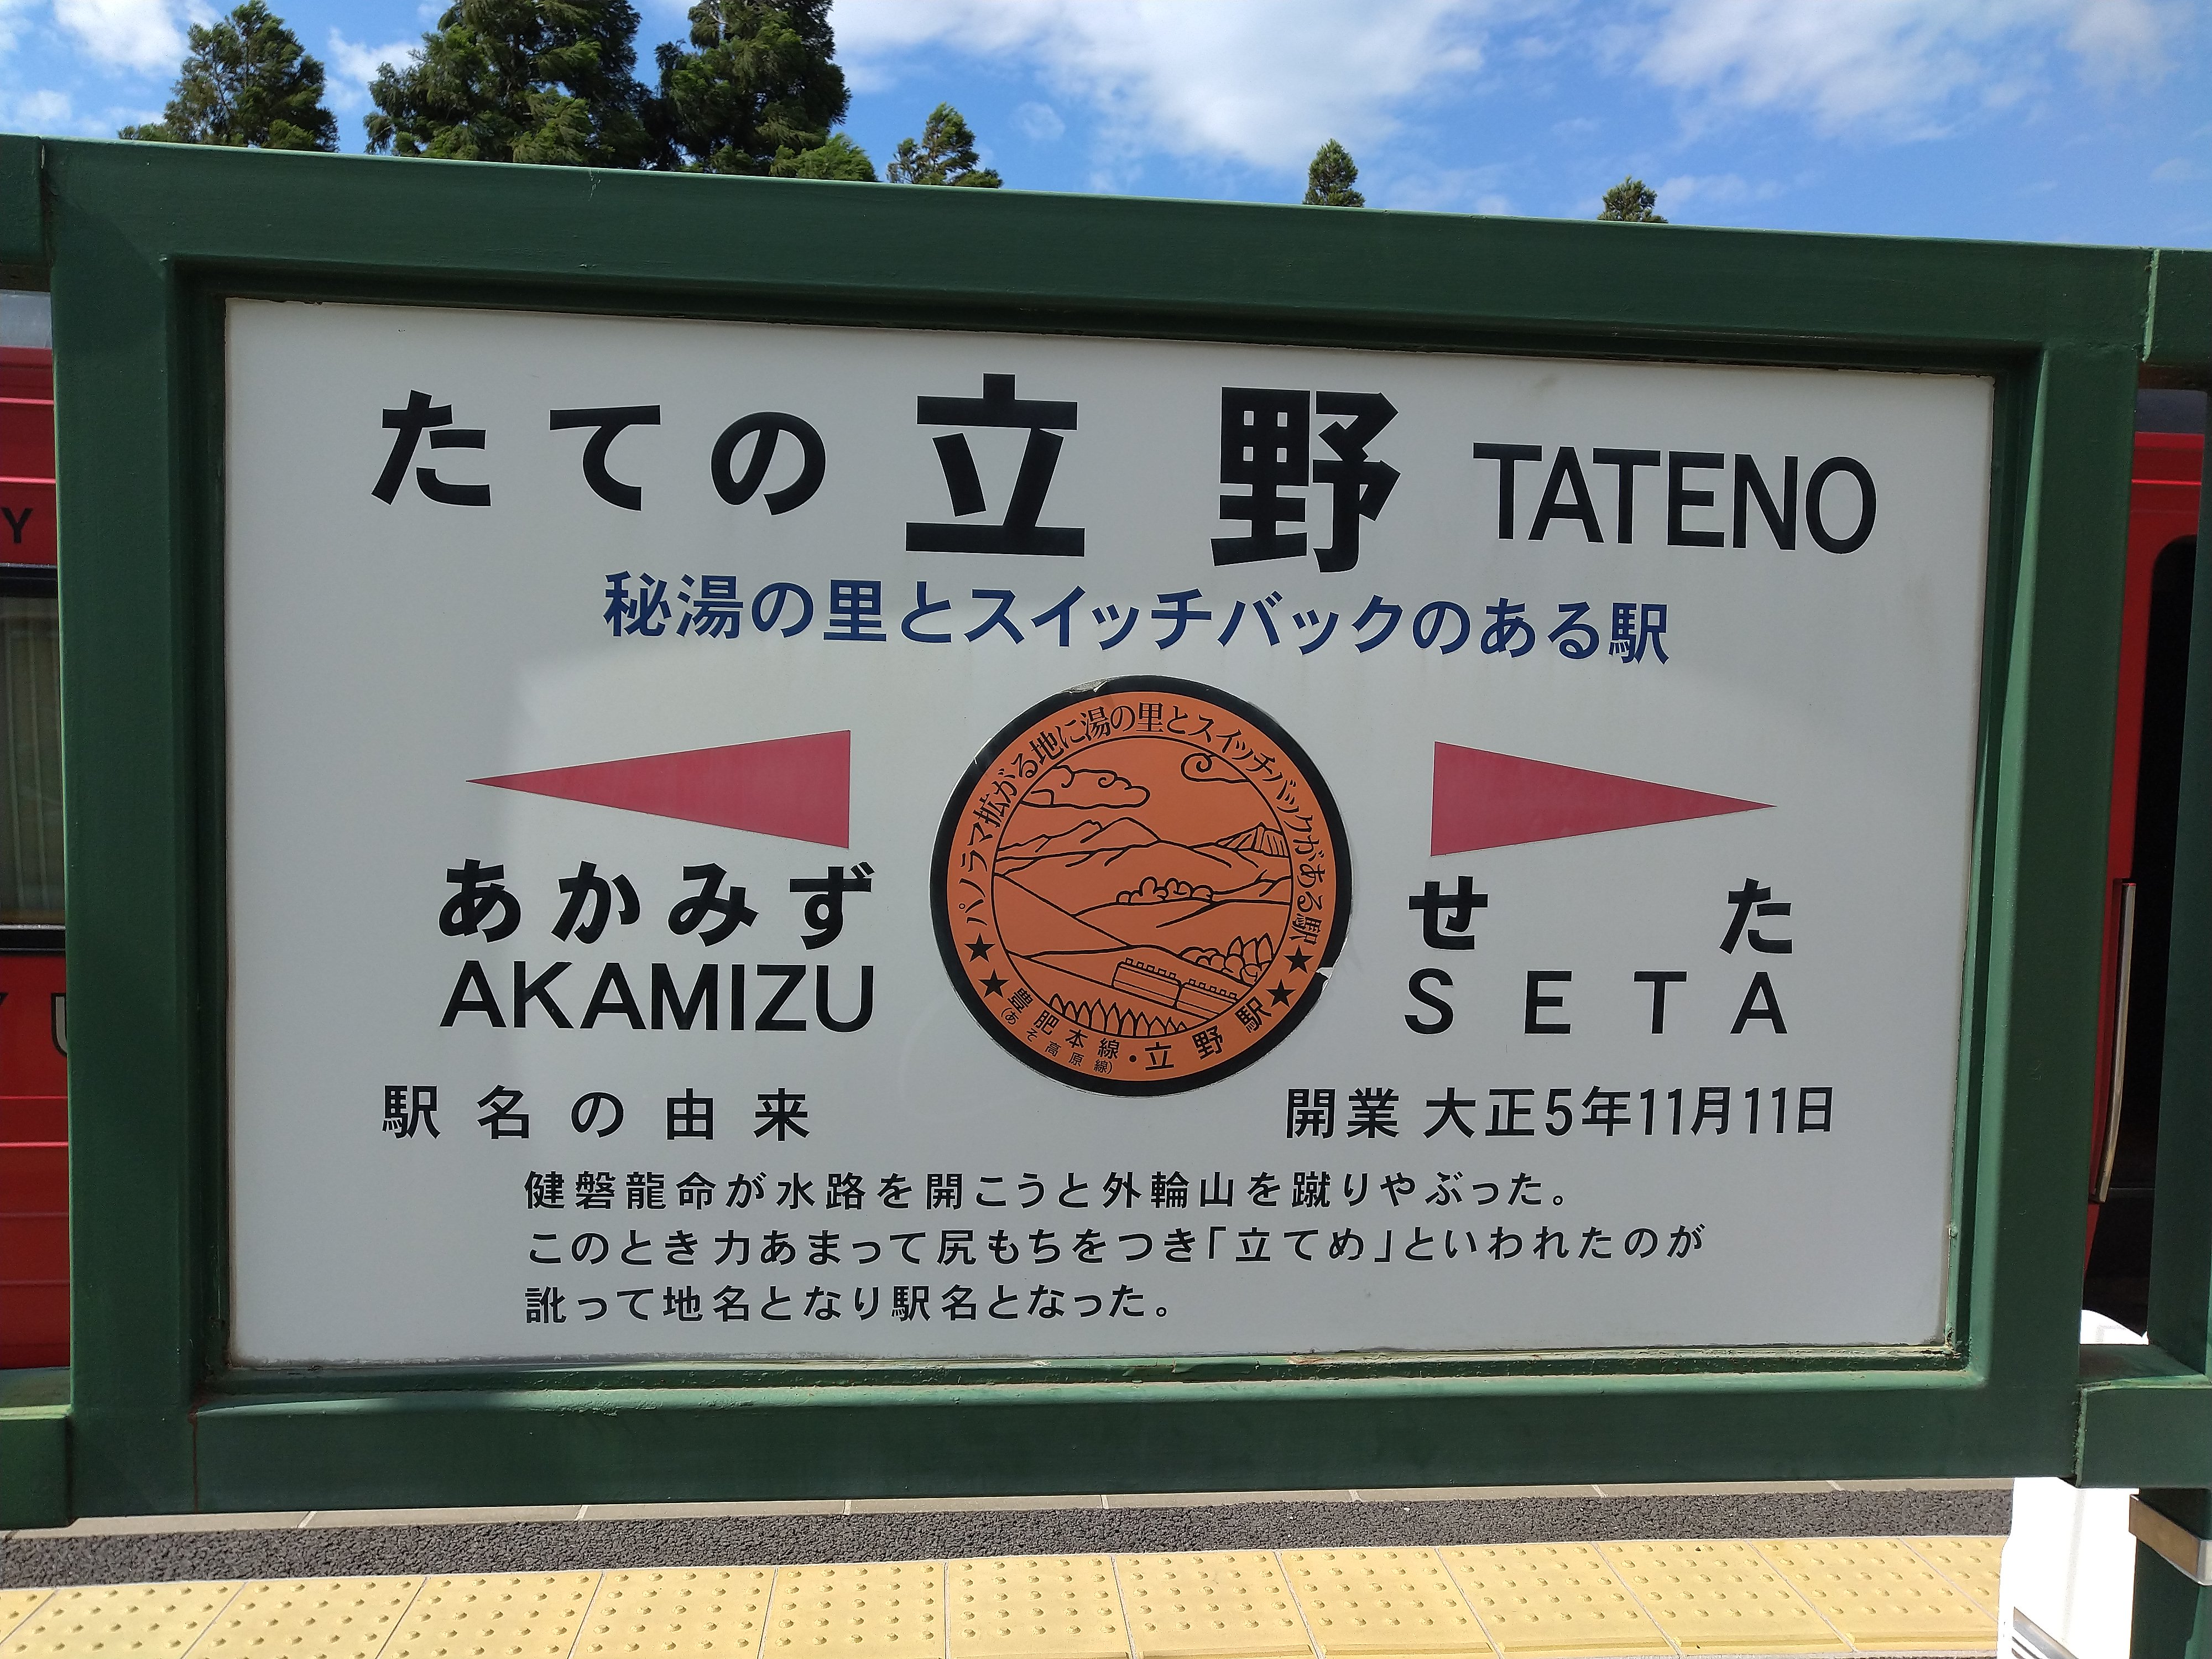 たての 立野 TATENO
秘湯の里とスイッチバックのある駅
パノラマ拡がる地に湯の里とスイッチバックがある駅
豊肥本線・立野駅
(あそ高原線)
あかみず
AKAMIZU
せた
SETA
駅名の由来
開業 大正5年11月11日
健磐龍命が水路を開こうと外輪山を蹴りやぶった。
このとき力あまって尻もちをつき「立てめ」といわれたのが
訛って地名となり駅名となった。
Y